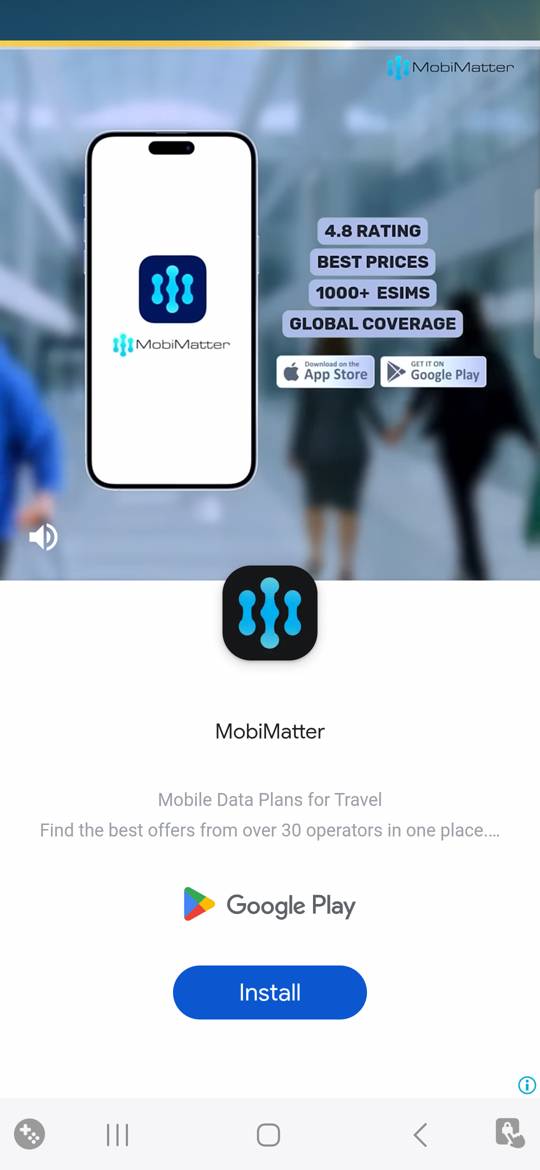 MobiMatter
4.8 RATING
BEST PRICES
1000+ ESIMS
GLOBAL COVERAGE
MobiMatter
Download on the
App Store
GET IT ON
Google Play
MobiMatter
Mobile Data Plans for Travel
Find the best offers from over 30 operators in one place....
Google Play
Install